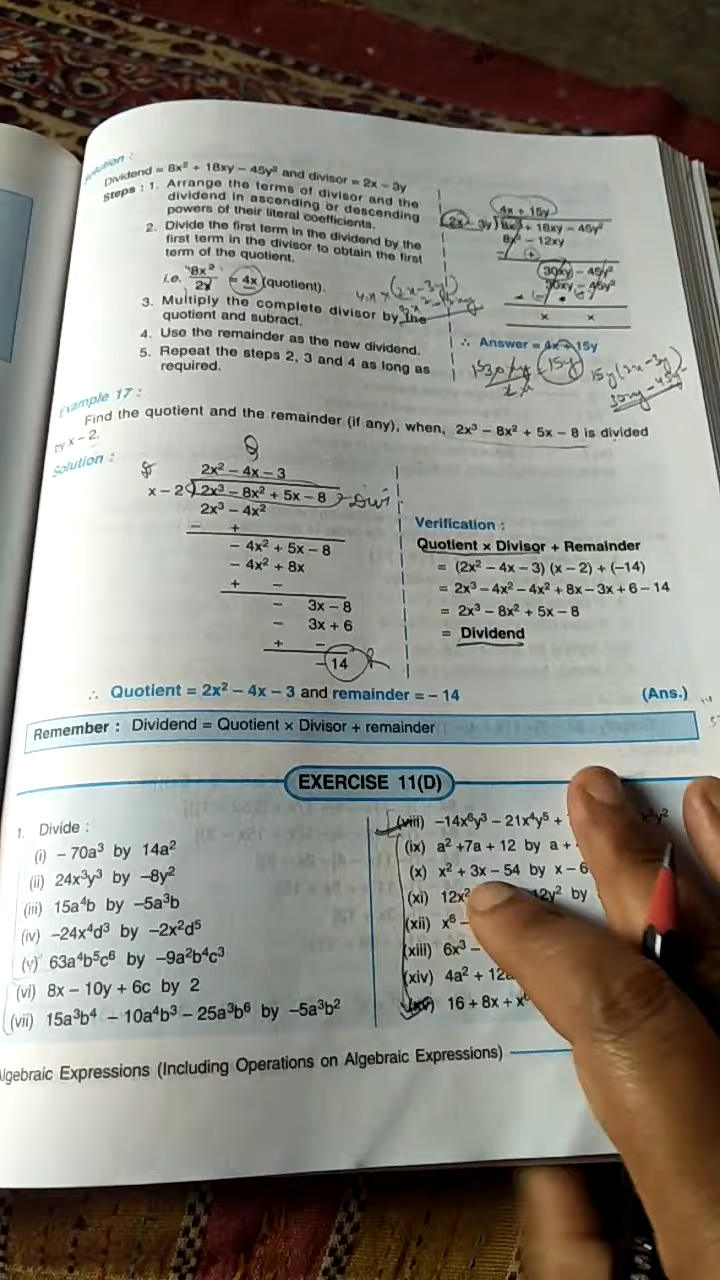 Solution :
Dividend = 8x² + 18xy – 45y² and divisor = 2x – 3y
Steps : 1. Arrange the terms of divisor and the
dividend in ascending or descending
powers of their literal coefficients.
2. Divide the first term in the dividend by the
first term in the divisor to obtain the first
term of the quotient.
i.e. 8x²/2x = 4x (quotient).
3. Multiply the complete divisor by the
quotient and subtract.
4. Use the remainder as the new dividend.
5. Repeat the steps 2, 3 and 4 as long as
required.
4x + 15y
2x – 3y) 8x² + 18xy – 45y²
8x² – 12xy
– +
30xy – 45y²
30xy – 45y²
– +
x x
∴ Answer = 4x + 15y
15y(2x – 3y)
30xy – 45y²
Example 17 :
Find the quotient and the remainder (if any), when, 2x³ – 8x² + 5x – 8 is divided
by x – 2.
Solution :
Q
2x² – 4x – 3
x – 2) 2x³ – 8x² + 5x – 8
2x³ – 4x²
– +
– 4x² + 5x – 8
– 4x² + 8x
+ –
– 3x – 8
– 3x + 6
+ –
– 14 R
Verification :
Quotient × Divisor + Remainder
= (2x² – 4x – 3) (x – 2) + (–14)
= 2x³ – 4x² – 4x² + 8x – 3x + 6 – 14
= 2x³ – 8x² + 5x – 8
= Dividend
∴ Quotient = 2x² – 4x – 3 and remainder = – 14 (Ans.)
Remember : Dividend = Quotient × Divisor + remainder
EXERCISE 11(D)
1. Divide :
(i) – 70a³ by 14a²
(ii) 24x³y³ by –8y²
(iii) 15a⁴b by –5a³b
(iv) –24x⁴d³ by –2x²d⁵
(v) 63a⁴b⁵c⁶ by –9a²b⁴c³
(vi) 8x – 10y + 6c by 2
(vii) 15a³b⁴ – 10a⁴b³ – 25a³b⁶ by –5a³b²
(viii) –14x⁶y³ – 21x⁴y⁵ +
(ix) a² +7a + 12 by a +
(x) x² + 3x – 54 by x – 6
(xi) 12x² 12y² by
(xii) x⁶ –
(xiii) 6x³ –
(xiv) 4a² +
(xv) 16 + 8x +
Algebraic Expressions (Including Operations on Algebraic Expressions)